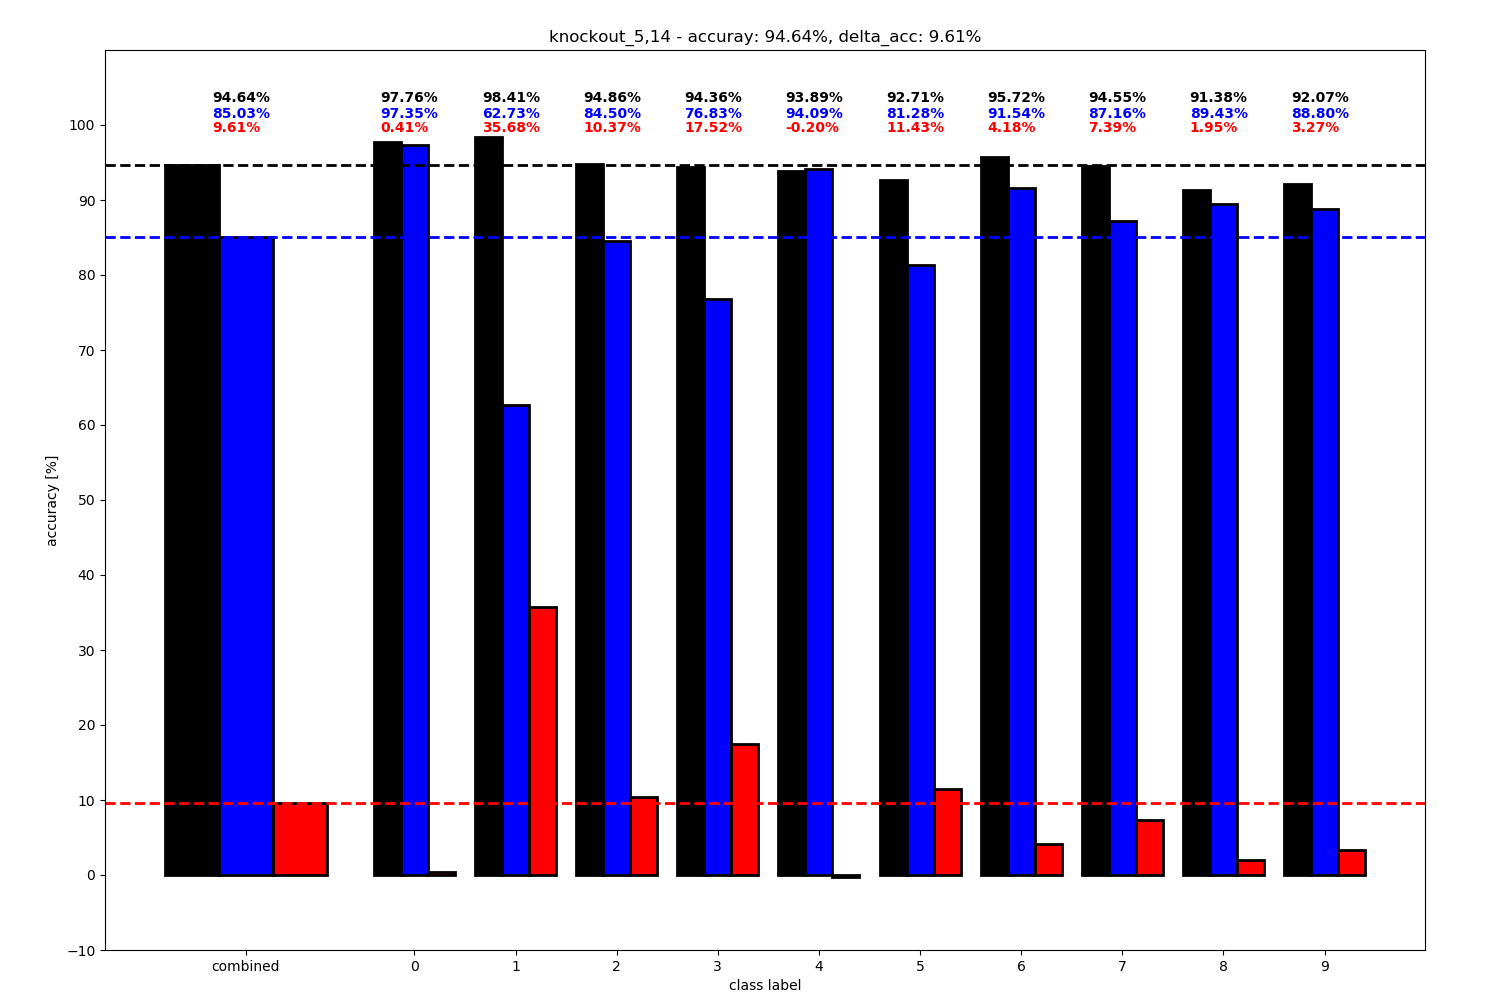 knockout_5,14 - accuray: 94.64%, delta_acc: 9.61%
94.64% 97.76% 98.41% 94.86% 94.36% 93.89% 92.71% 95.72% 94.55% 91.38% 92.07%
85.03% 97.35% 62.73% 84.50% 76.83% 94.09% 81.28% 91.54% 87.16% 89.43% 88.80%
9.61% 0.41% 35.68% 10.37% 17.52% -0.20% 11.43% 4.18% 7.39% 1.95% 3.27%
100
90
80
70
60
50
40
30
20
10
0
−10
accuracy [%]
combined 0 1 2 3 4 5 6 7 8 9
class label